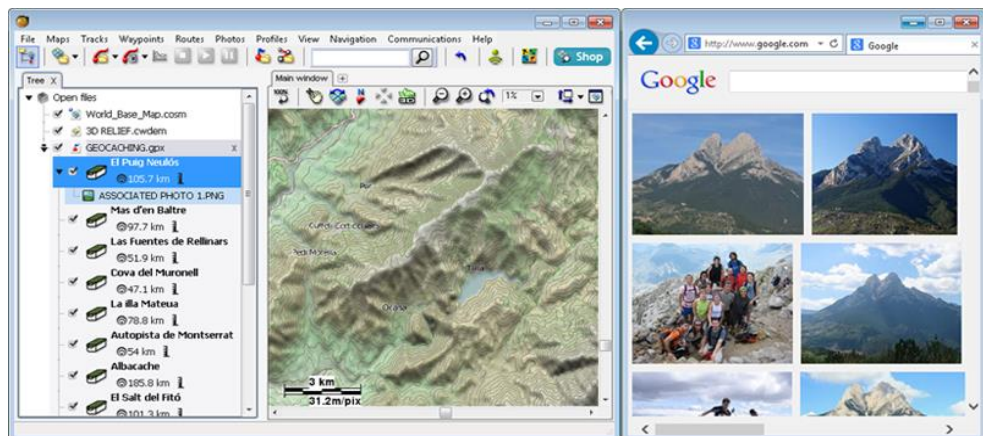 File Maps Tracks Waypoints Routes Photos Profiles View Navigation Communications Help
Shop
Tree X
Open files
World_Base_Map.cosm
3D RELIEF.cwdem
GEOCACHING.gpx x
El Puig Neulós
105.7 km
ASSOCIATED PHOTO 1.PNG
Mas d'en Baltre
97.7 km
Las Fuentes de Rellinars
51.9 km
Cova del Muronell
47.1 km
La illa Mateua
78.8 km
Autopista de Montserrat
54 km
Albacache
185.8 km
El Salt del Fitó
101.3 km
Main window
100%
1%
3 km
31.2m/pix
http://www.google.com
Google
Google